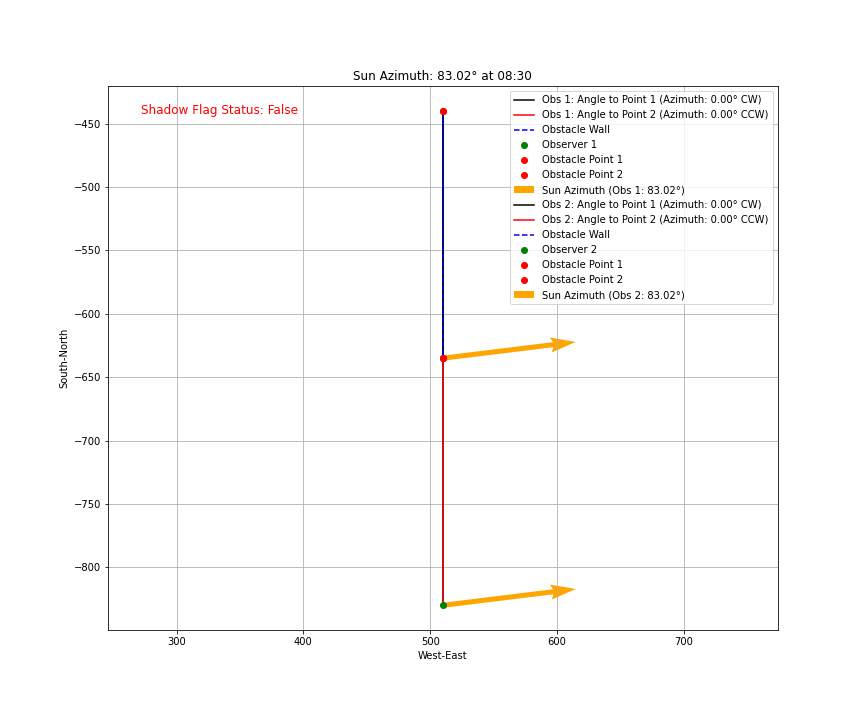 Sun Azimuth: 83.02° at 08:30
Shadow Flag Status: False
Obs 1: Angle to Point 1 (Azimuth: 0.00° CW)
Obs 1: Angle to Point 2 (Azimuth: 0.00° CCW)
Obstacle Wall
Observer 1
Obstacle Point 1
Obstacle Point 2
Sun Azimuth (Obs 1: 83.02°)
Obs 2: Angle to Point 1 (Azimuth: 0.00° CW)
Obs 2: Angle to Point 2 (Azimuth: 0.00° CCW)
Obstacle Wall
Observer 2
Obstacle Point 1
Obstacle Point 2
Sun Azimuth (Obs 2: 83.02°)
South-North
−450
−500
−550
−600
−650
−700
−750
−800
300 400 500 600 700
West-East